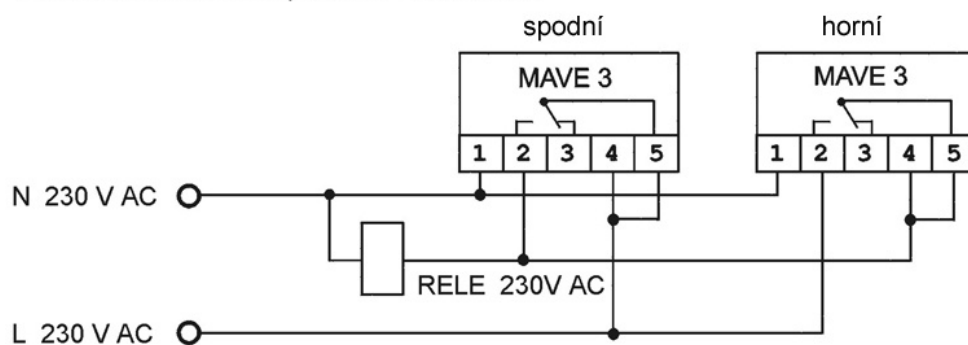 spodní horní
MAVE 3 MAVE 3
1 2 3 4 5 1 2 3 4 5
N 230 V AC
RELE 230V AC
L 230 V AC